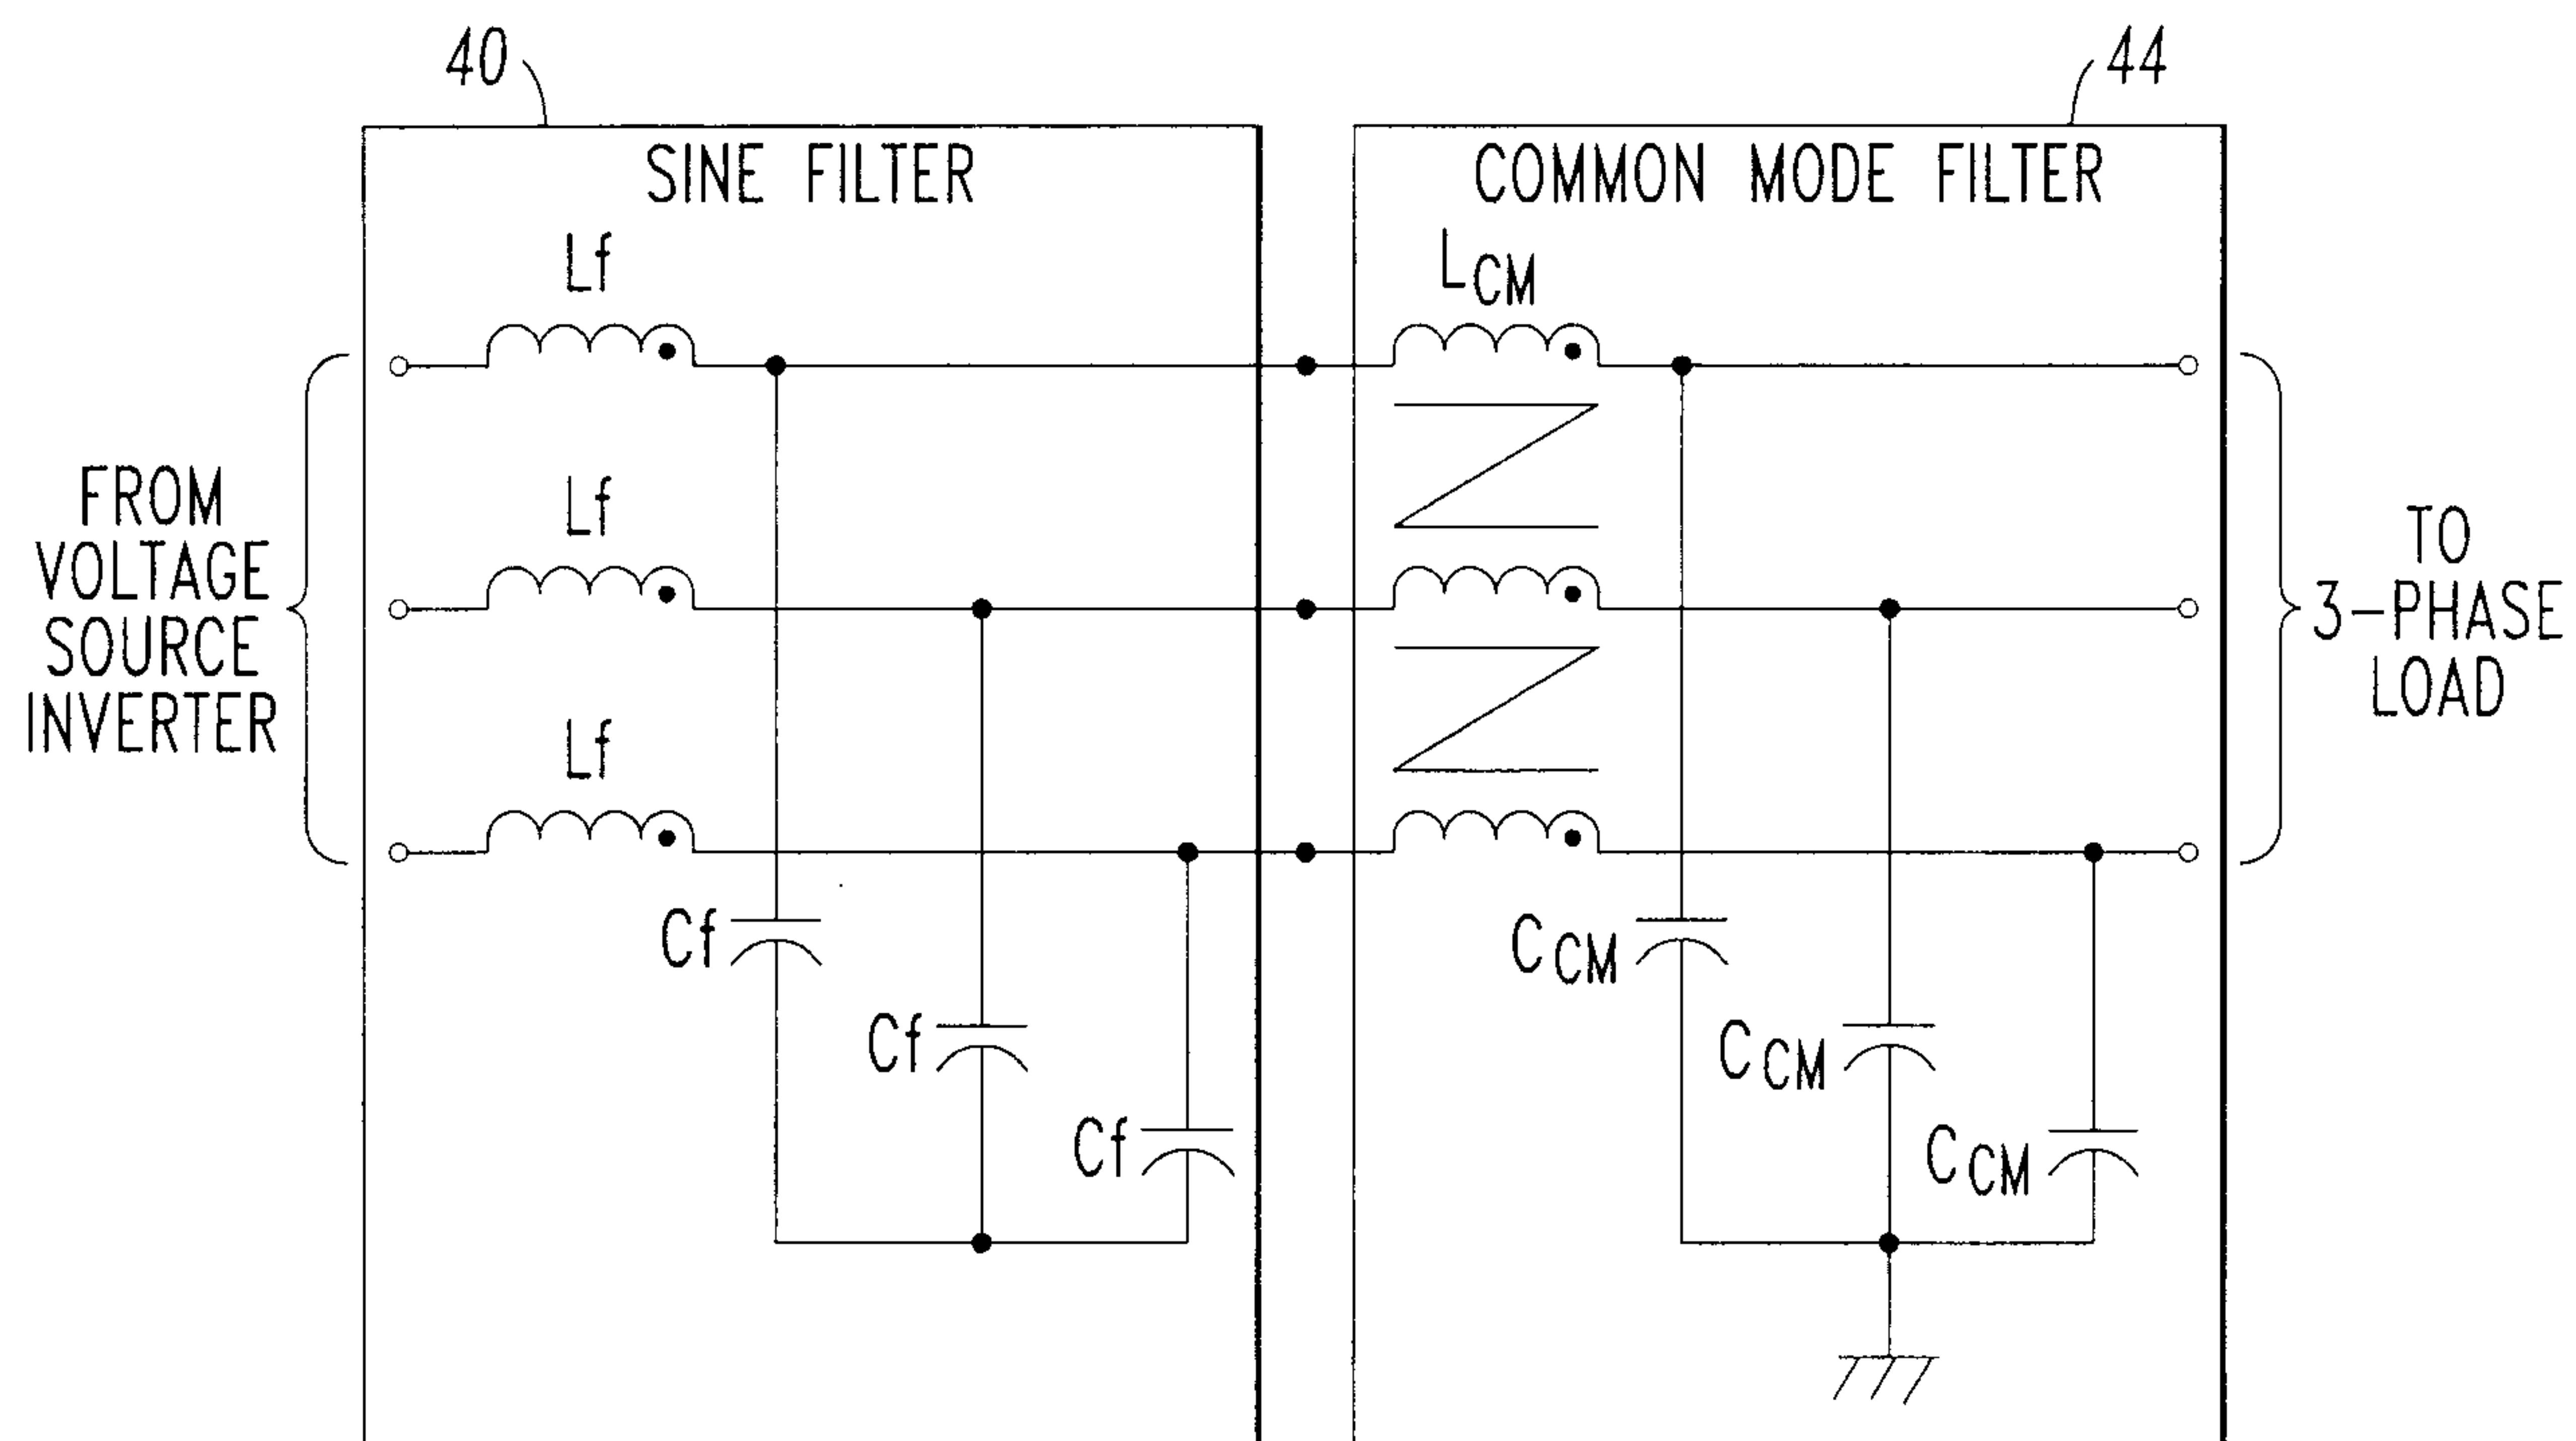 40
44
SINE FILTER
COMMON MODE FILTER
Lf
LCM
FROM
VOLTAGE
SOURCE
INVERTER
Lf
TO
3-PHASE
LOAD
Lf
Cf
CCM
Cf
CCM
Cf
CCM